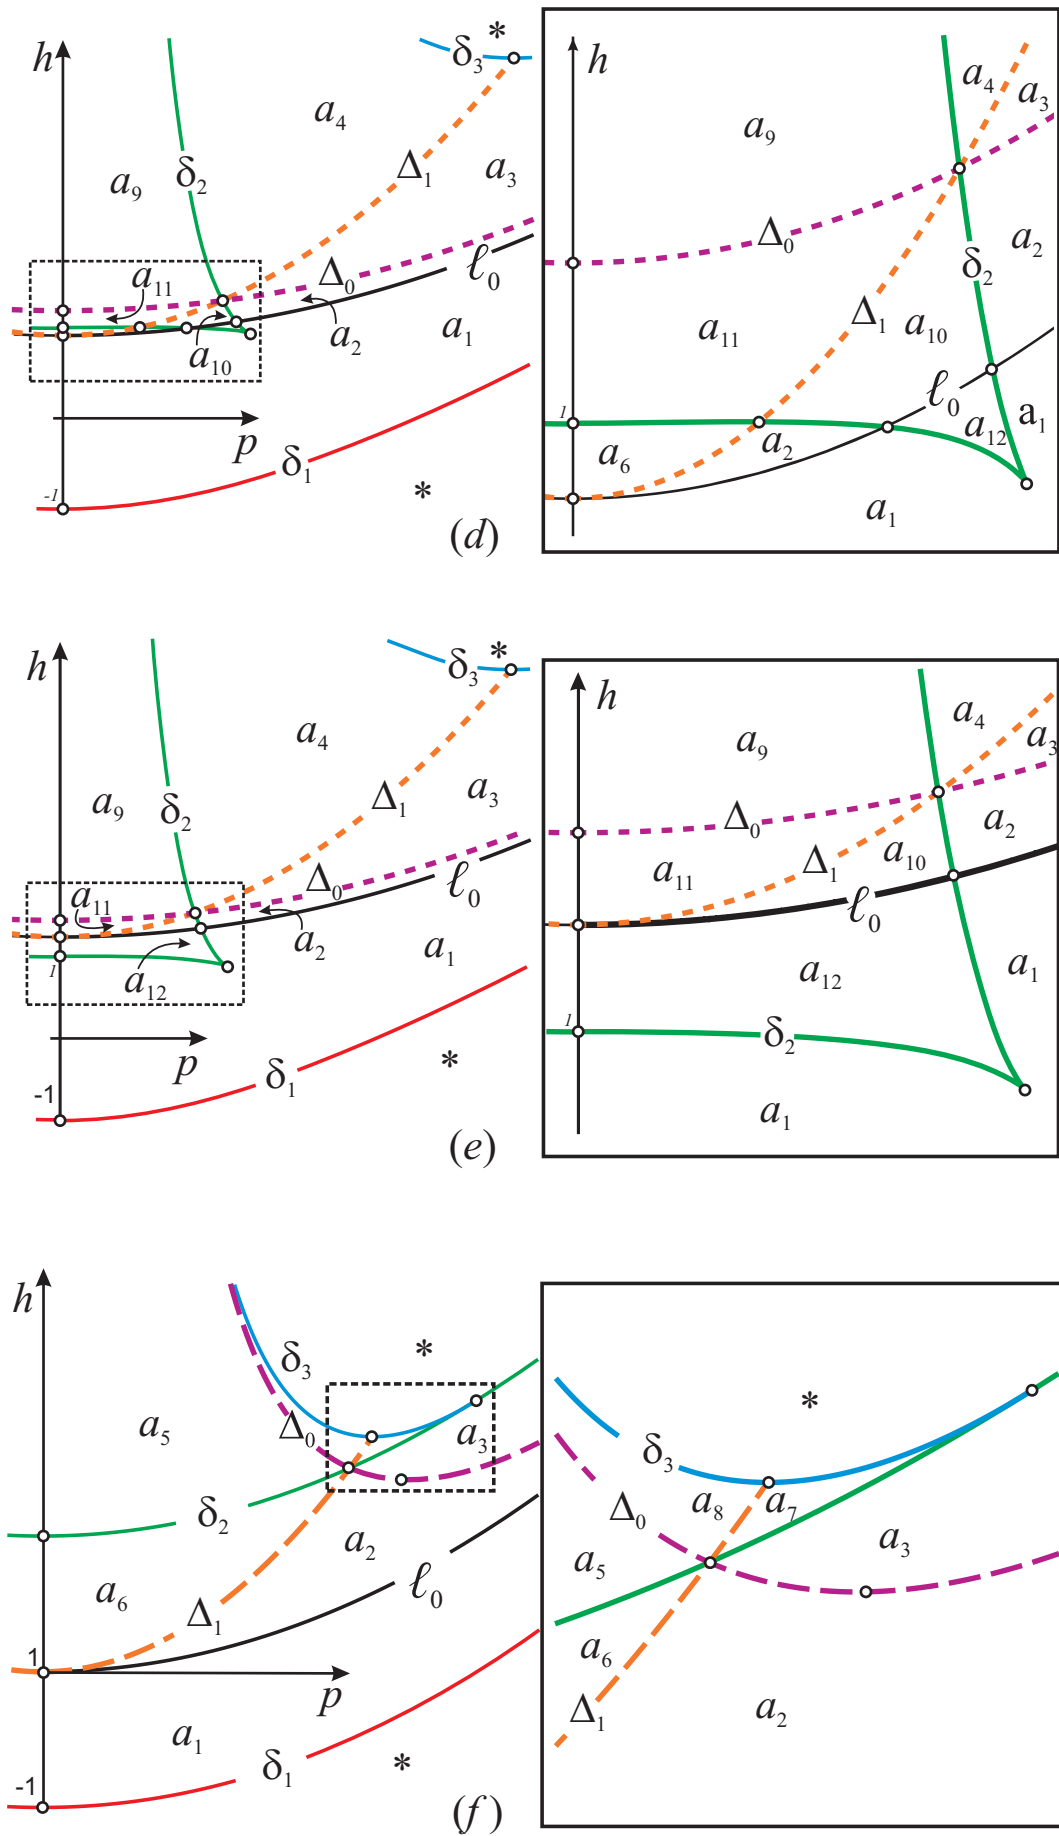 h
δ₃ *
a₄
Δ₁
a₃
δ₂
a₉
ℓ₀
Δ₀
a₁₁
a₂
a₁
a₁₀
p
δ₁
-1
*
(d)
h
a₄
a₃
a₉
Δ₀
a₂
δ₂
Δ₁
a₁₁
a₁₀
1
ℓ₀
a₁
a₁₂
a₂
a₆
a₁
h
δ₃ *
a₄
Δ₁
a₃
a₉
δ₂
Δ₀
ℓ₀
a₁₁
a₂
a₁
1
a₁₂
p
δ₁
*
-1
(e)
h
a₄
a₃
a₉
Δ₀
a₂
Δ₁
a₁₀
a₁₁
ℓ₀
a₁₂
a₁
1
δ₂
a₁
h
*
δ₃
a₅
Δ₀
a₃
δ₂
a₂
a₆
ℓ₀
Δ₁
1
p
a₁
δ₁
*
-1
(f)
*
δ₃
a₈
a₇
Δ₀
a₃
a₅
a₆
Δ₁
a₂